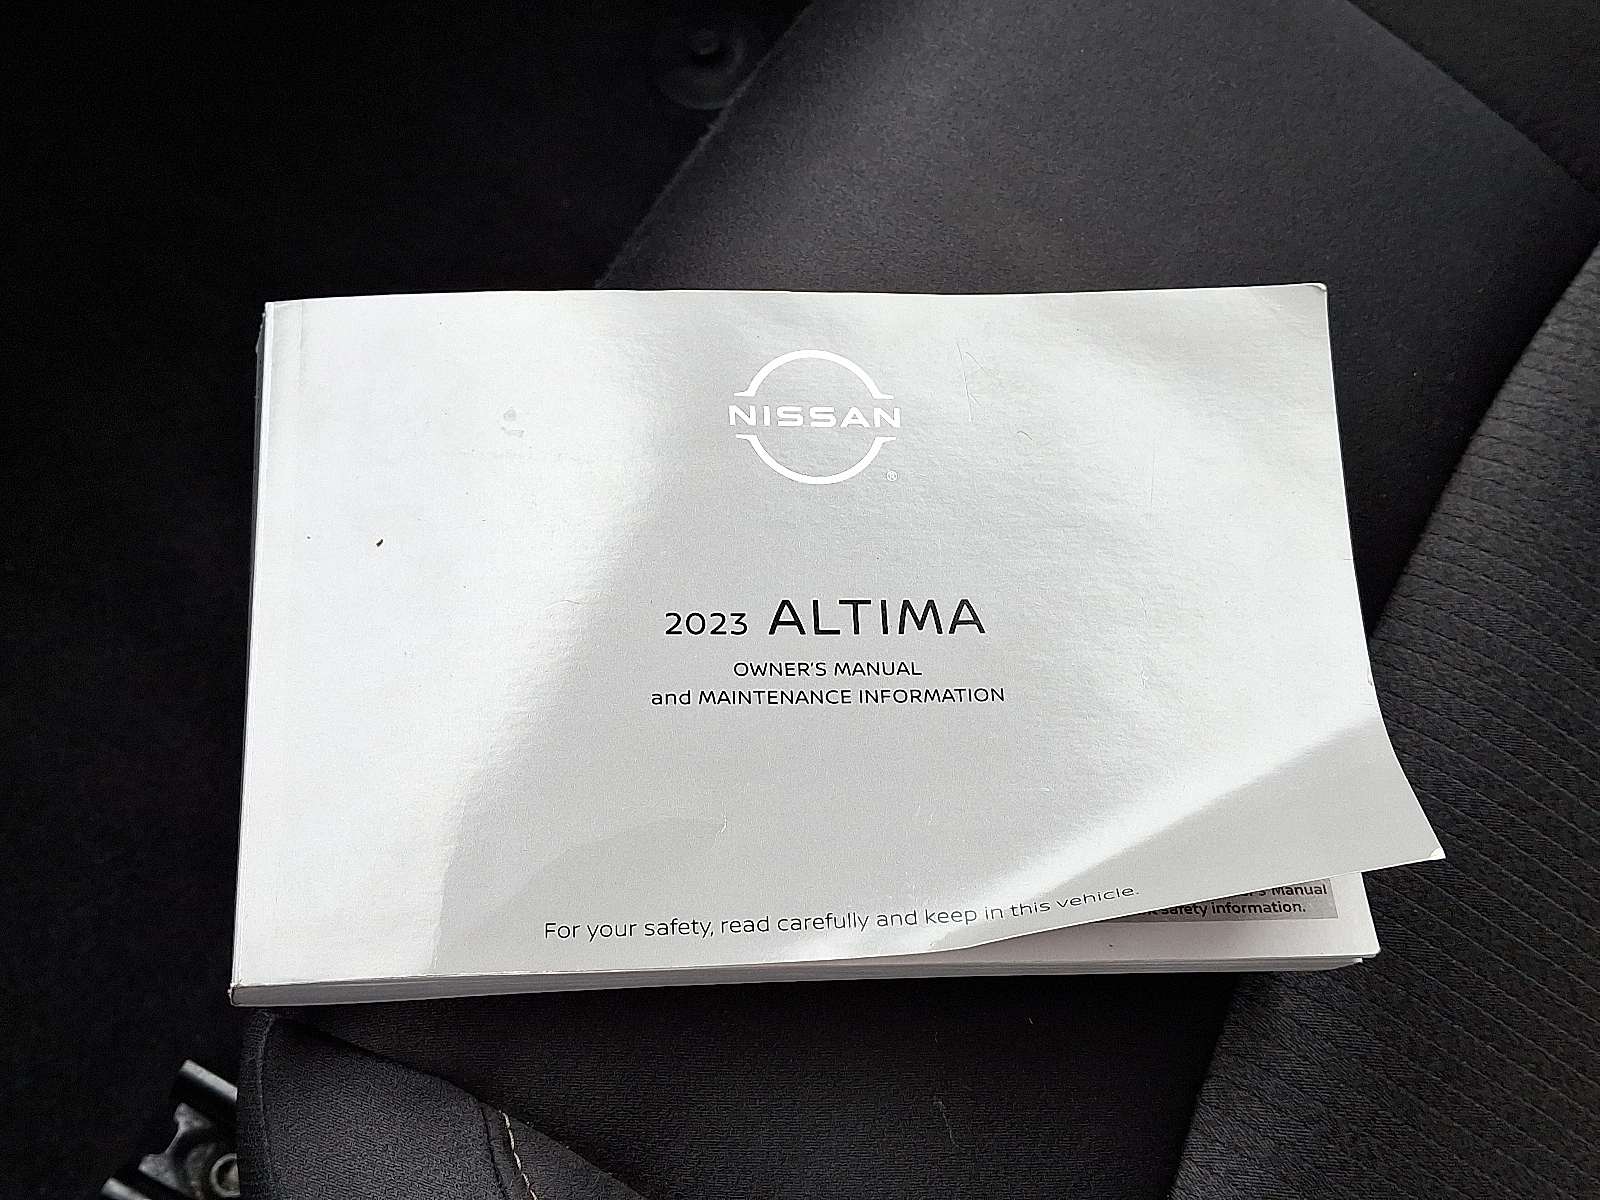 NISSAN
®
2023 ALTIMA
OWNER'S MANUAL
and MAINTENANCE INFORMATION
For your safety, read carefully and keep in this vehicle.
Manual
safety information.